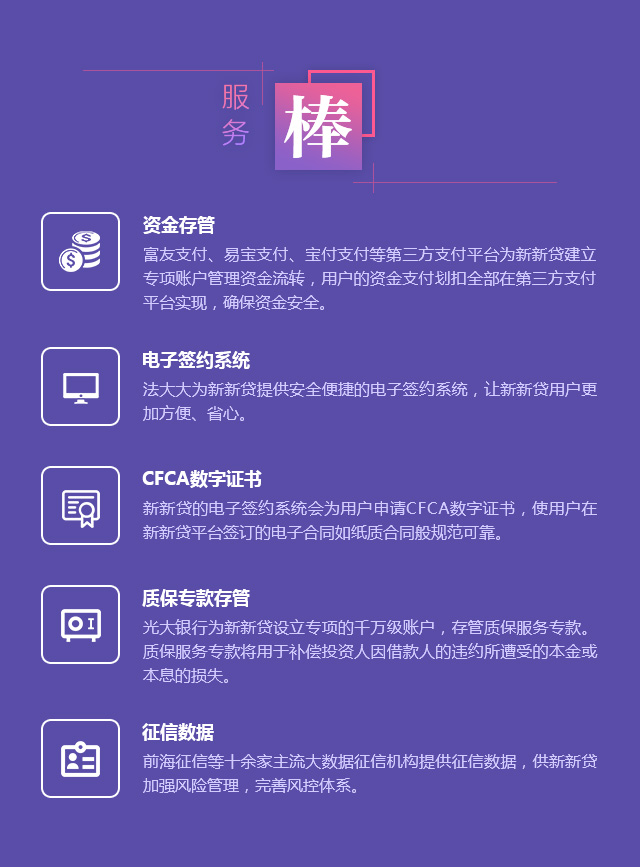 服务
棒
资金存管
富友支付、易宝支付、宝付支付等第三方支付平台为新新贷建立
专项账户管理资金流转，用户的资金支付划扣全部在第三方支付
平台实现，确保资金安全。
电子签约系统
法大大为新新贷提供安全便捷的电子签约系统，让新新贷用户更
加方便、省心。
CFCA数字证书
新新贷的电子签约系统会为用户申请CFCA数字证书，使用户在
新新贷平台签订的电子合同如纸质合同般规范可靠。
质保专款存管
光大银行为新新贷设立专项的千万级账户，存管质保服务专款。
质保服务专款将用于补偿投资人因借款人的违约所遭受的本金或
本息的损失。
征信数据
前海征信等十余家主流大数据征信机构提供征信数据，供新新贷
加强风险管理，完善风控体系。